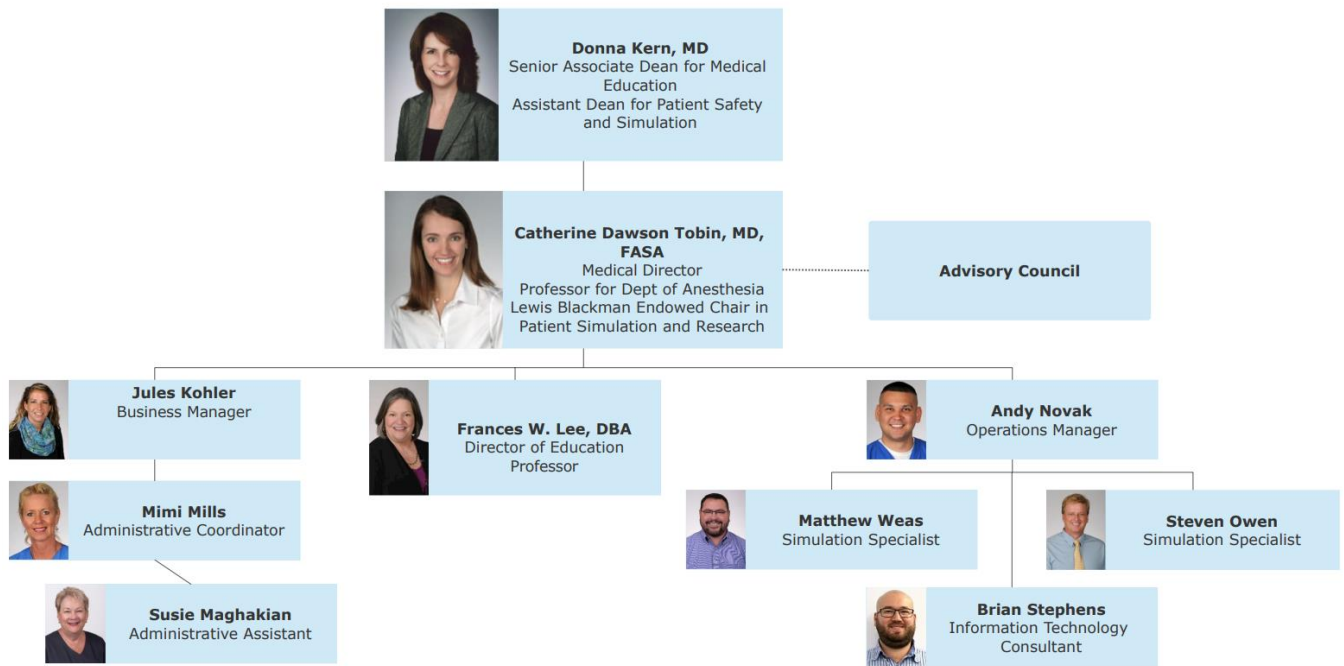 Donna Kern, MD
Senior Associate Dean for Medical
Education
Assistant Dean for Patient Safety
and Simulation
Catherine Dawson Tobin, MD,
FASA
Medical Director
Professor for Dept of Anesthesia
Lewis Blackman Endowed Chair in
Patient Simulation and Research
Advisory Council
Jules Kohler
Business Manager
Frances W. Lee, DBA
Director of Education
Professor
Andy Novak
Operations Manager
Mimi Mills
Administrative Coordinator
Matthew Weas
Simulation Specialist
Steven Owen
Simulation Specialist
Susie Maghakian
Administrative Assistant
Brian Stephens
Information Technology
Consultant